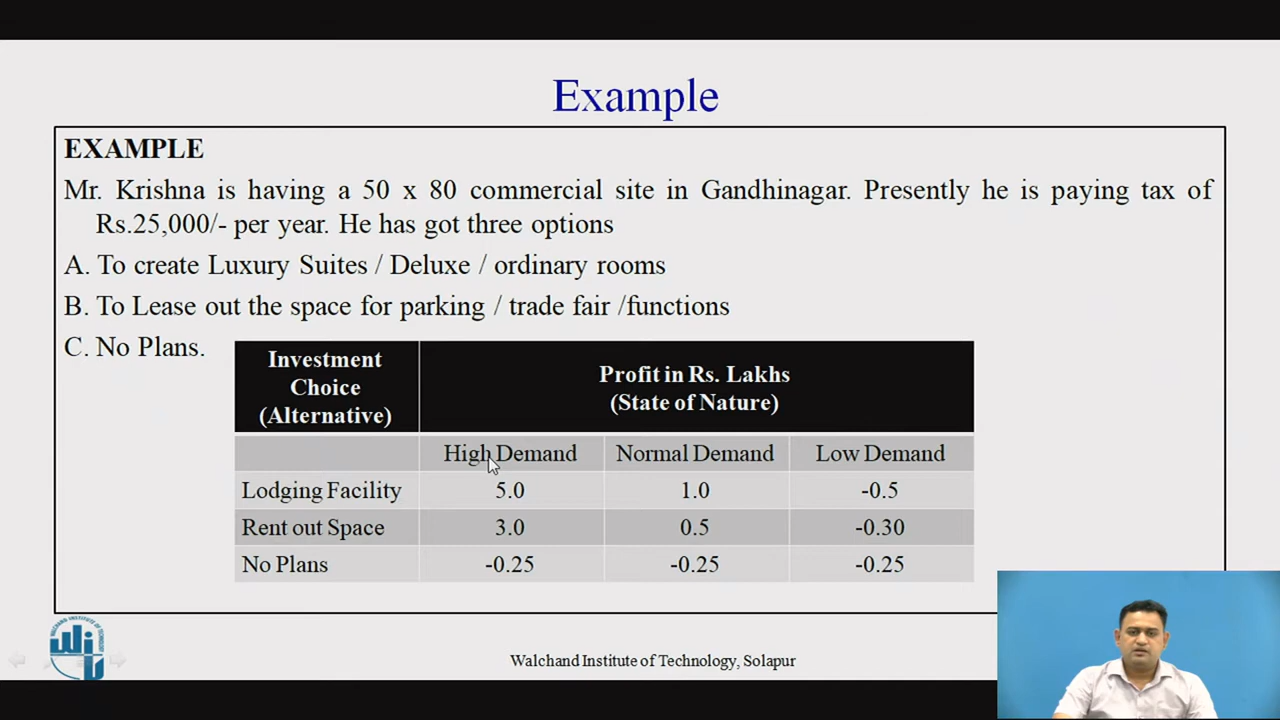 Example
EXAMPLE
Mr. Krishna is having a 50 x 80 commercial site in Gandhinagar. Presently he is paying tax of
Rs.25,000/- per year. He has got three options
A. To create Luxury Suites / Deluxe / ordinary rooms
B. To Lease out the space for parking / trade fair /functions
C. No Plans.
Investment
Choice
(Alternative)
Profit in Rs. Lakhs
(State of Nature)
High Demand Normal Demand Low Demand
Lodging Facility 5.0 1.0 -0.5
Rent out Space 3.0 0.5 -0.30
No Plans -0.25 -0.25 -0.25
Walchand Institute of Technology, Solapur